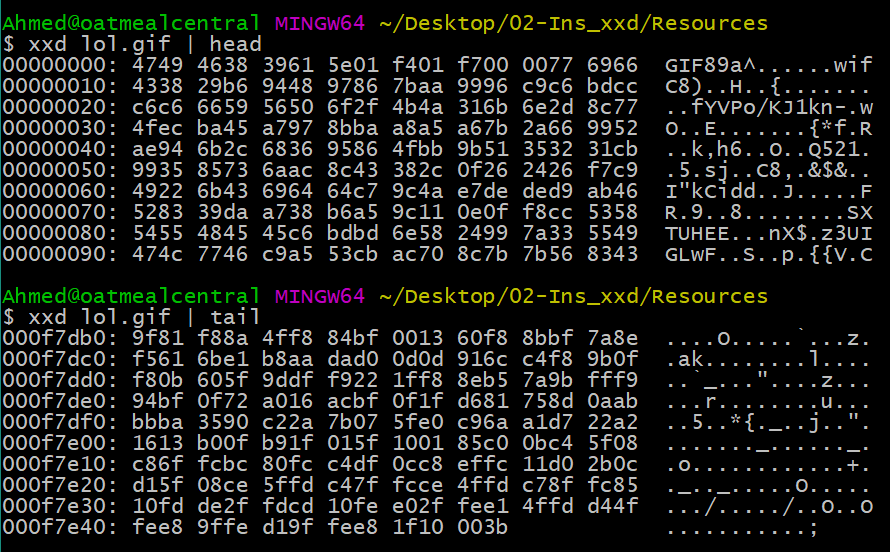 Ahmed@oatmealcentral MINGW64 ~/Desktop/02-Ins_xxd/Resources
$ xxd lol.gif | head
00000000: 4749 4638 3961 5e01 f401 f700 0077 6966  GIF89a^......wif
00000010: 4338 29b6 9448 9786 7baa 9996 c9c6 bdcc  C8)..H..{.......
00000020: c6c6 6659 5650 6f2f 4b4a 316b 6e2d 8c77  ..fYVPo/KJ1kn-.w
00000030: 4fec ba45 a797 8bba a8a5 a67b 2a66 9952  O..E.......{*f.R
00000040: ae94 6b2c 6836 9586 4fbb 9b51 3532 31cb  ..k,h6..O..Q521.
00000050: 9935 8573 6aac 8c43 382c 0f26 2426 f7c9  .5.sj..C8,.&$&..
00000060: 4922 6b43 6964 64c7 9c4a e7de ded9 ab46  I"kCidd..J.....F
00000070: 5283 39da a738 b6a5 9c11 0e0f f8cc 5358  R.9..8........SX
00000080: 5455 4845 45c6 bdbd 6e58 2499 7a33 5549  TUHEE...nX$.z3UI
00000090: 474c 7746 c9a5 53cb ac70 8c7b 7b56 8343  GLwF..S..p.{{V.C
Ahmed@oatmealcentral MINGW64 ~/Desktop/02-Ins_xxd/Resources
$ xxd lol.gif | tail
000f7db0: 9f81 f88a 4ff8 84bf 0013 60f8 8bbf 7a8e  ....O.....`...z.
000f7dc0: f561 6be1 b8aa dad0 0d0d 916c c4f8 9b0f  .ak........l....
000f7dd0: f80b 605f 9ddf f922 1ff8 8eb5 7a9b fff9  ..`_..."....z...
000f7de0: 94bf 0f72 a016 acbf 0f1f d681 758d 0aab  ...r........u...
000f7df0: bbba 3590 c22a 7b07 5fe0 c96a a1d7 22a2  ..5..*{._..j..".
000f7e00: 1613 b00f b91f 015f 1001 85c0 0bc4 5f08  ......._......_.
000f7e10: c86f fcbc 80fc c4df 0cc8 effc 11d0 2b0c  .o............+.
000f7e20: d15f 08ce 5ffd c47f fcce 4ffd c78f fc85  ._.._.....O.....
000f7e30: 10fd de2f fdcd 10fe e02f fee1 4ffd d44f  .../...../..O..O
000f7e40: fee8 9ffe d19f fee8 1f10 003b            ...........;